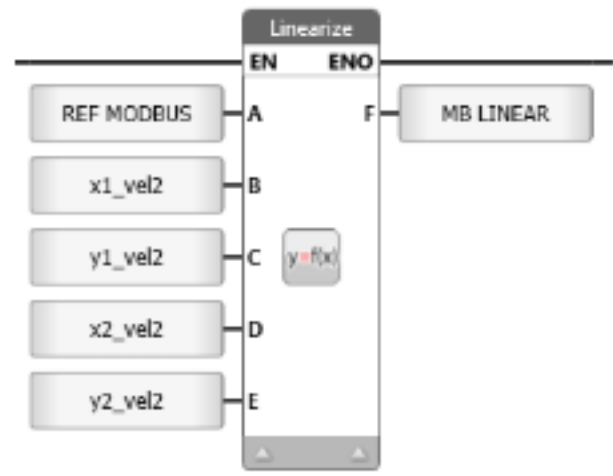 Linearize
EN ENO
REF MODBUS A F MB LINEAR
x1_vel2 B
y1_vel2 C y=f(x)
x2_vel2 D
y2_vel2 E